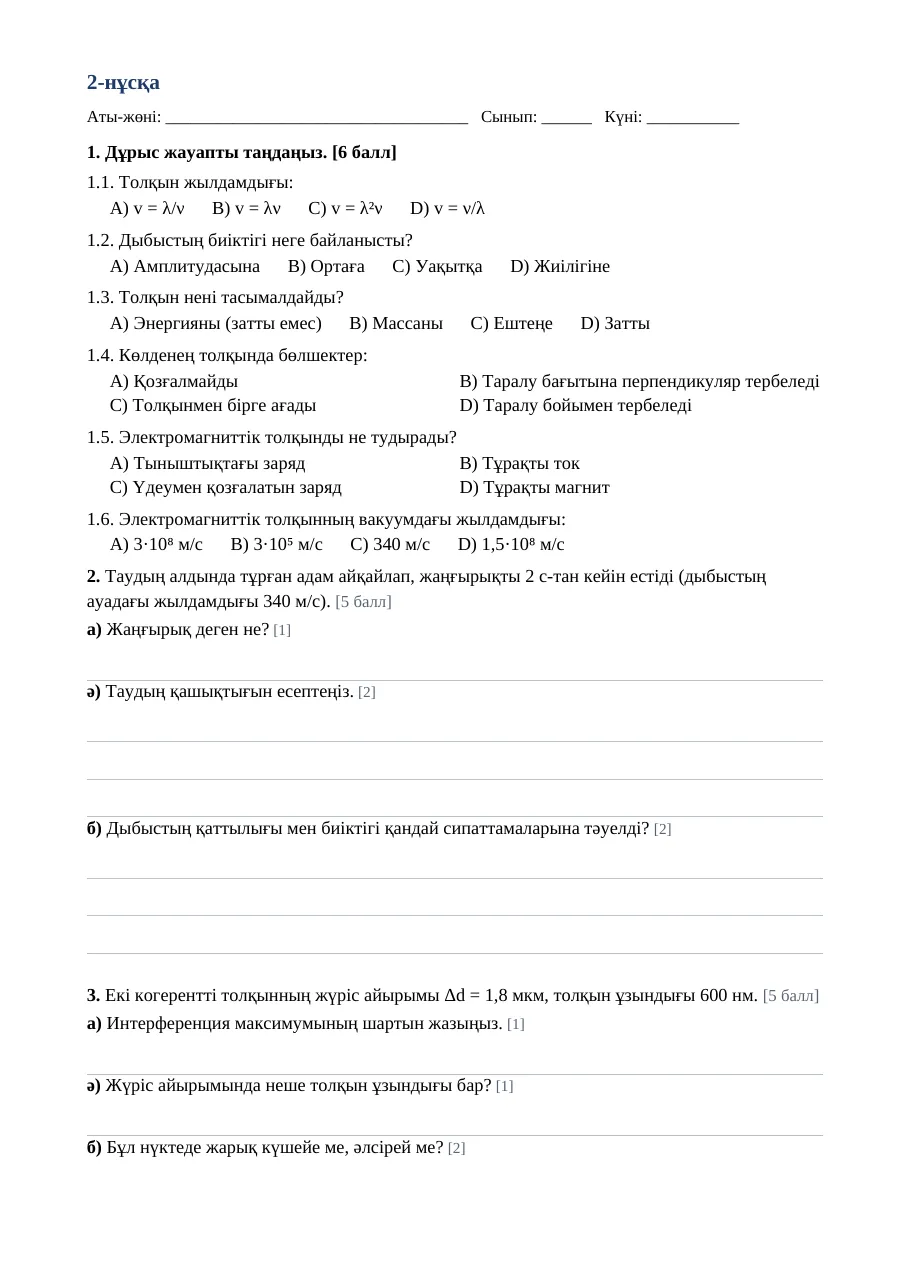 2-нұсқа
Аты-жөні: ____________________________________ Сынып: ______ Күні: ___________
1. Дұрыс жауапты таңдаңыз. [6 балл]
1.1. Толқын жылдамдығы:
A) v = λ/ν B) v = λν C) v = λ²ν D) v = ν/λ
1.2. Дыбыстың биіктігі неге байланысты?
A) Амплитудасына B) Ортаға C) Уақытқа D) Жиілігіне
1.3. Толқын нені тасымалдайды?
A) Энергияны (затты емес) B) Массаны C) Ештеңе D) Затты
1.4. Көлденең толқында бөлшектер:
A) Қозғалмайды B) Таралу бағытына перпендикуляр тербеледі
C) Толқынмен бірге ағады D) Таралу бойымен тербеледі
1.5. Электромагниттік толқынды не тудырады?
A) Тыныштықтағы заряд B) Тұрақты ток
C) Үдеумен қозғалатын заряд D) Тұрақты магнит
1.6. Электромагниттік толқынның вакуумдағы жылдамдығы:
A) 3·10⁸ м/с B) 3·10⁵ м/с C) 340 м/с D) 1,5·10⁸ м/с
2. Таудың алдында тұрған адам айқайлап, жаңғырықты 2 с-тан кейін естіді (дыбыстың
ауадағы жылдамдығы 340 м/с). [5 балл]
а) Жаңғырық деген не? [1]
ә) Таудың қашықтығын есептеңіз. [2]
б) Дыбыстың қаттылығы мен биіктігі қандай сипаттамаларына тәуелді? [2]
3. Екі когерентті толқынның жүріс айырымы Δd = 1,8 мкм, толқын ұзындығы 600 нм. [5 балл]
а) Интерференция максимумының шартын жазыңыз. [1]
ә) Жүріс айырымында неше толқын ұзындығы бар? [1]
б) Бұл нүктеде жарық күшейе ме, әлсірей ме? [2]